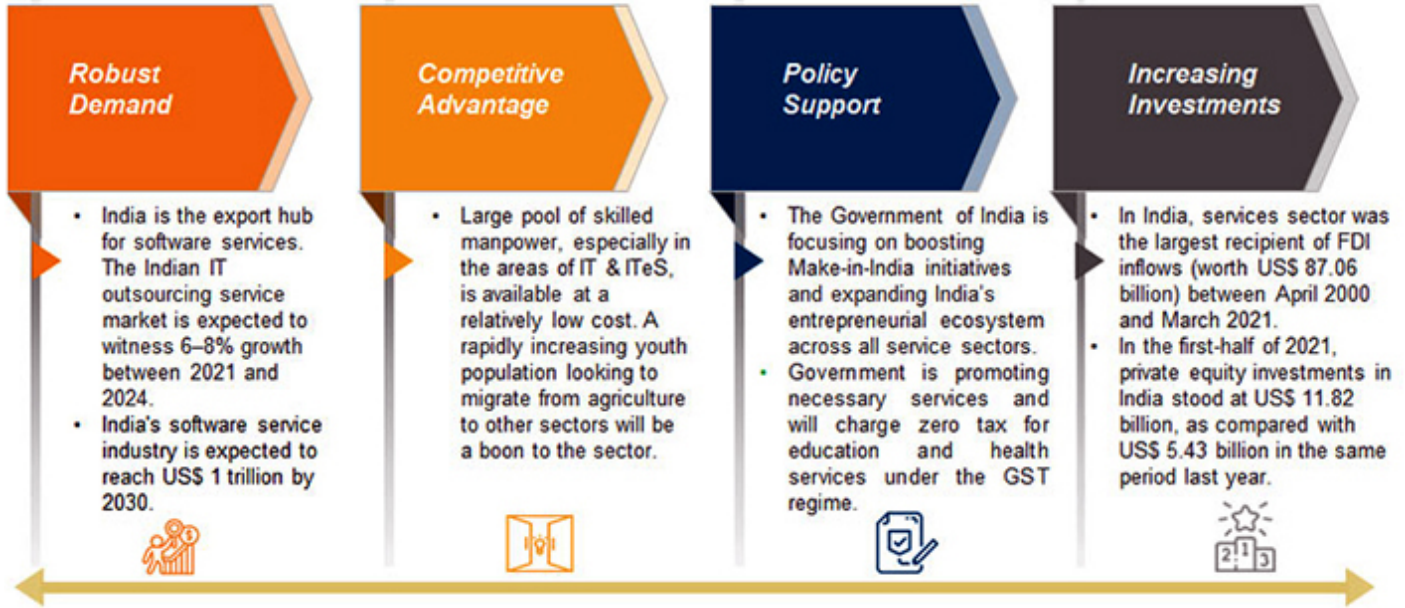 Robust
Demand
• India is the export hub
for software services.
The Indian IT
outsourcing service
market is expected to
witness 6–8% growth
between 2021 and
2024.
• India's software service
industry is expected to
reach US$ 1 trillion by
2030.
Competitive
Advantage
• Large pool of skilled
manpower, especially in
the areas of IT & ITeS,
is available at a
relatively low cost. A
rapidly increasing youth
population looking to
migrate from agriculture
to other sectors will be
a boon to the sector.
Policy
Support
• The Government of India is
focusing on boosting
Make-in-India initiatives
and expanding India's
entrepreneurial ecosystem
across all service sectors.
• Government is promoting
necessary services and
will charge zero tax for
education and health
services under the GST
regime.
Increasing
Investments
• In India, services sector was
the largest recipient of FDI
inflows (worth US$ 87.06
billion) between April 2000
and March 2021.
• In the first-half of 2021,
private equity investments in
India stood at US$ 11.82
billion, as compared with
US$ 5.43 billion in the same
period last year.
$
2 1 3